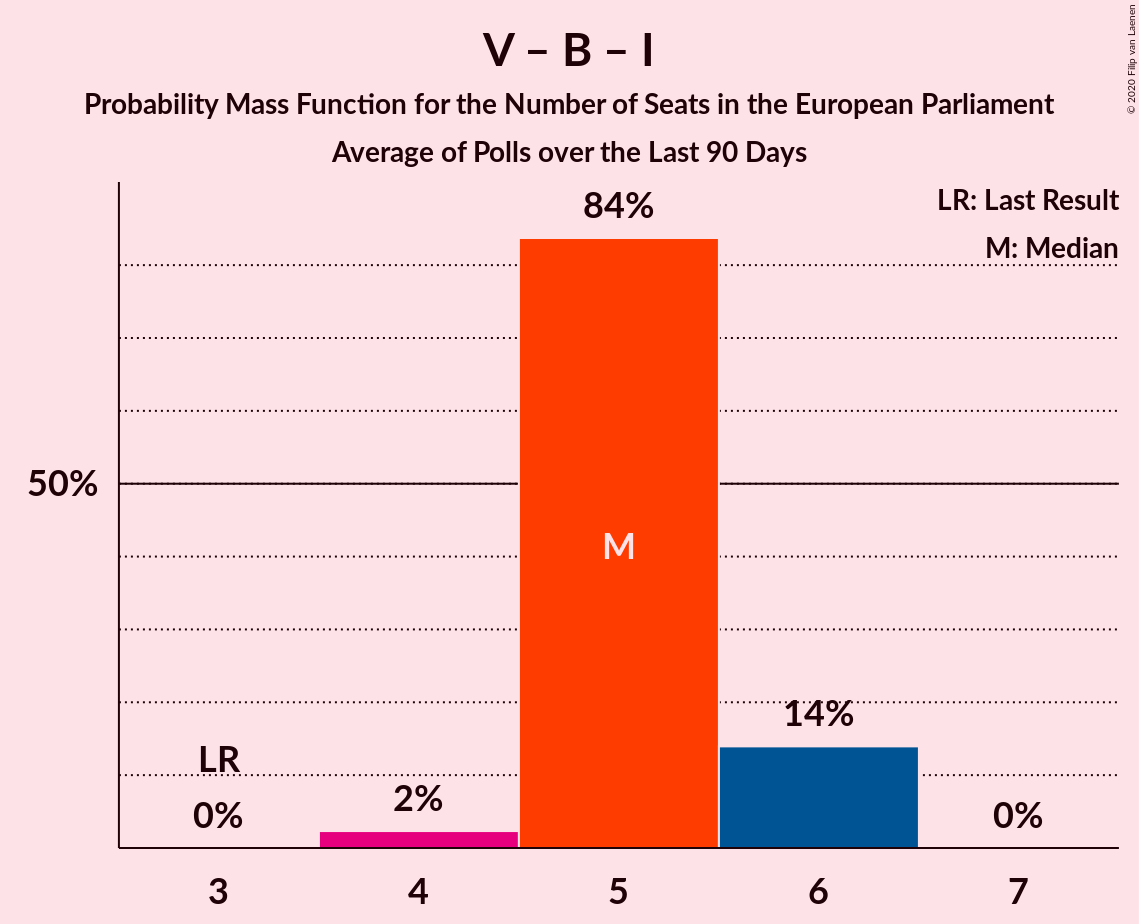 V – B – I
Probability Mass Function for the Number of Seats in the European Parliament
Average of Polls over the Last 90 Days
© 2020 Filip van Laenen
LR: Last Result
M: Median
84%
50%
M
14%
LR
2%
0%
0%
3 4 5 6 7